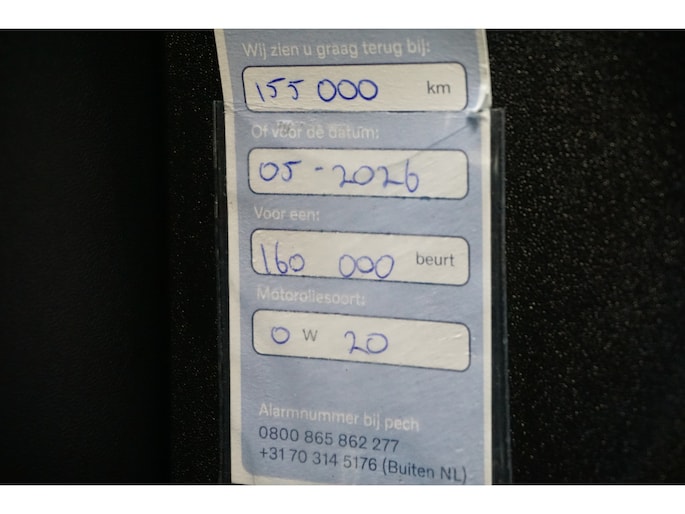 Wij zien u graag terug bij:
155 000 km
Of voor de datum:
05 - 2026
Voor een:
160 000 beurt
Motoroliesoort:
0 W 20
Alarmnummer bij pech
0800 865 862 277
+31 70 314 5176 (Buiten NL)